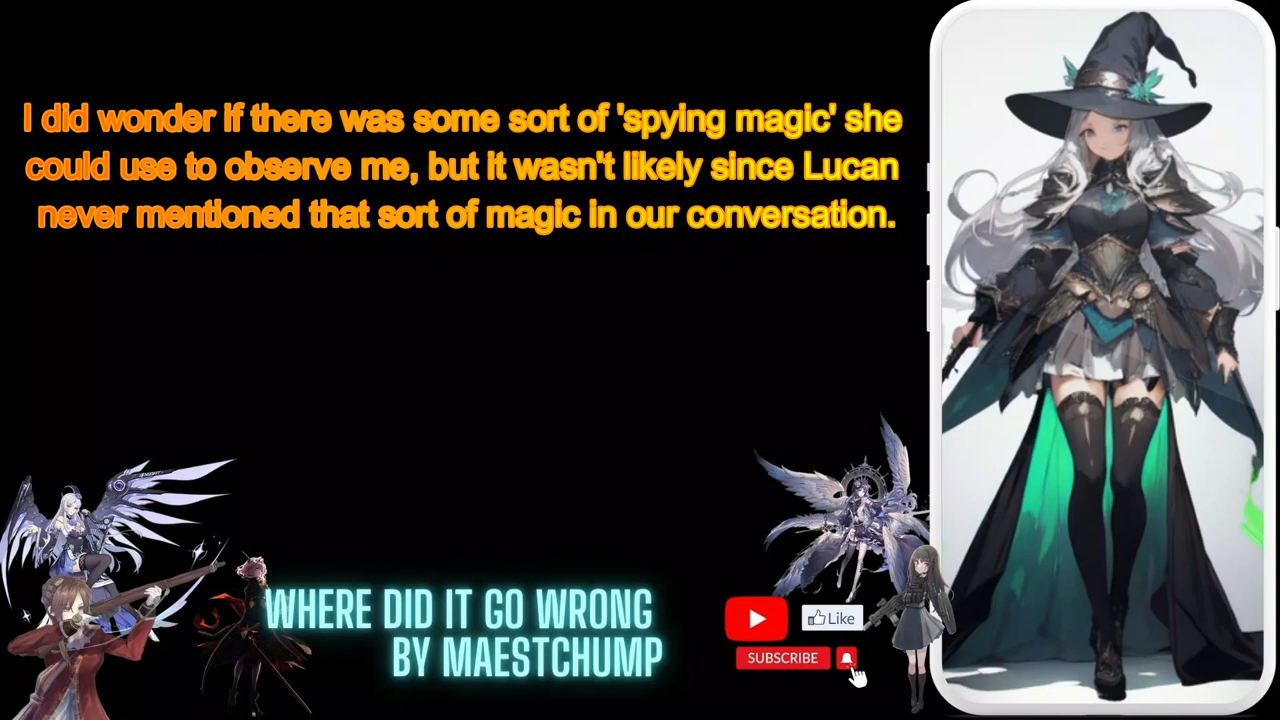 I did wonder if there was some sort of 'spying magic' she
could use to observe me, but it wasn't likely since Lucan
never mentioned that sort of magic in our conversation.
WHERE DID IT GO WRONG
BY MAESTCHUMP
Like
SUBSCRIBE